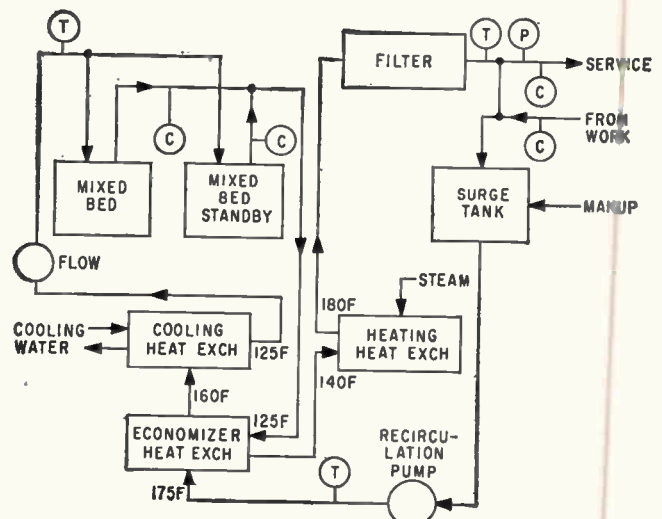 T
T
P
FILTER
SERVICE
C
FROM
WORK
C
C
C
MIXED
BED
MIXED
BED
STANDBY
SURGE
TANK
MAKUP
FLOW
STEAM
180F
COOLING
WATER
COOLING
HEAT EXCH
125F
HEATING
HEAT EXCH
140F
160F
125F
ECONOMIZER
HEAT EXCH
RECIRCU-
LATION
PUMP
T
175F